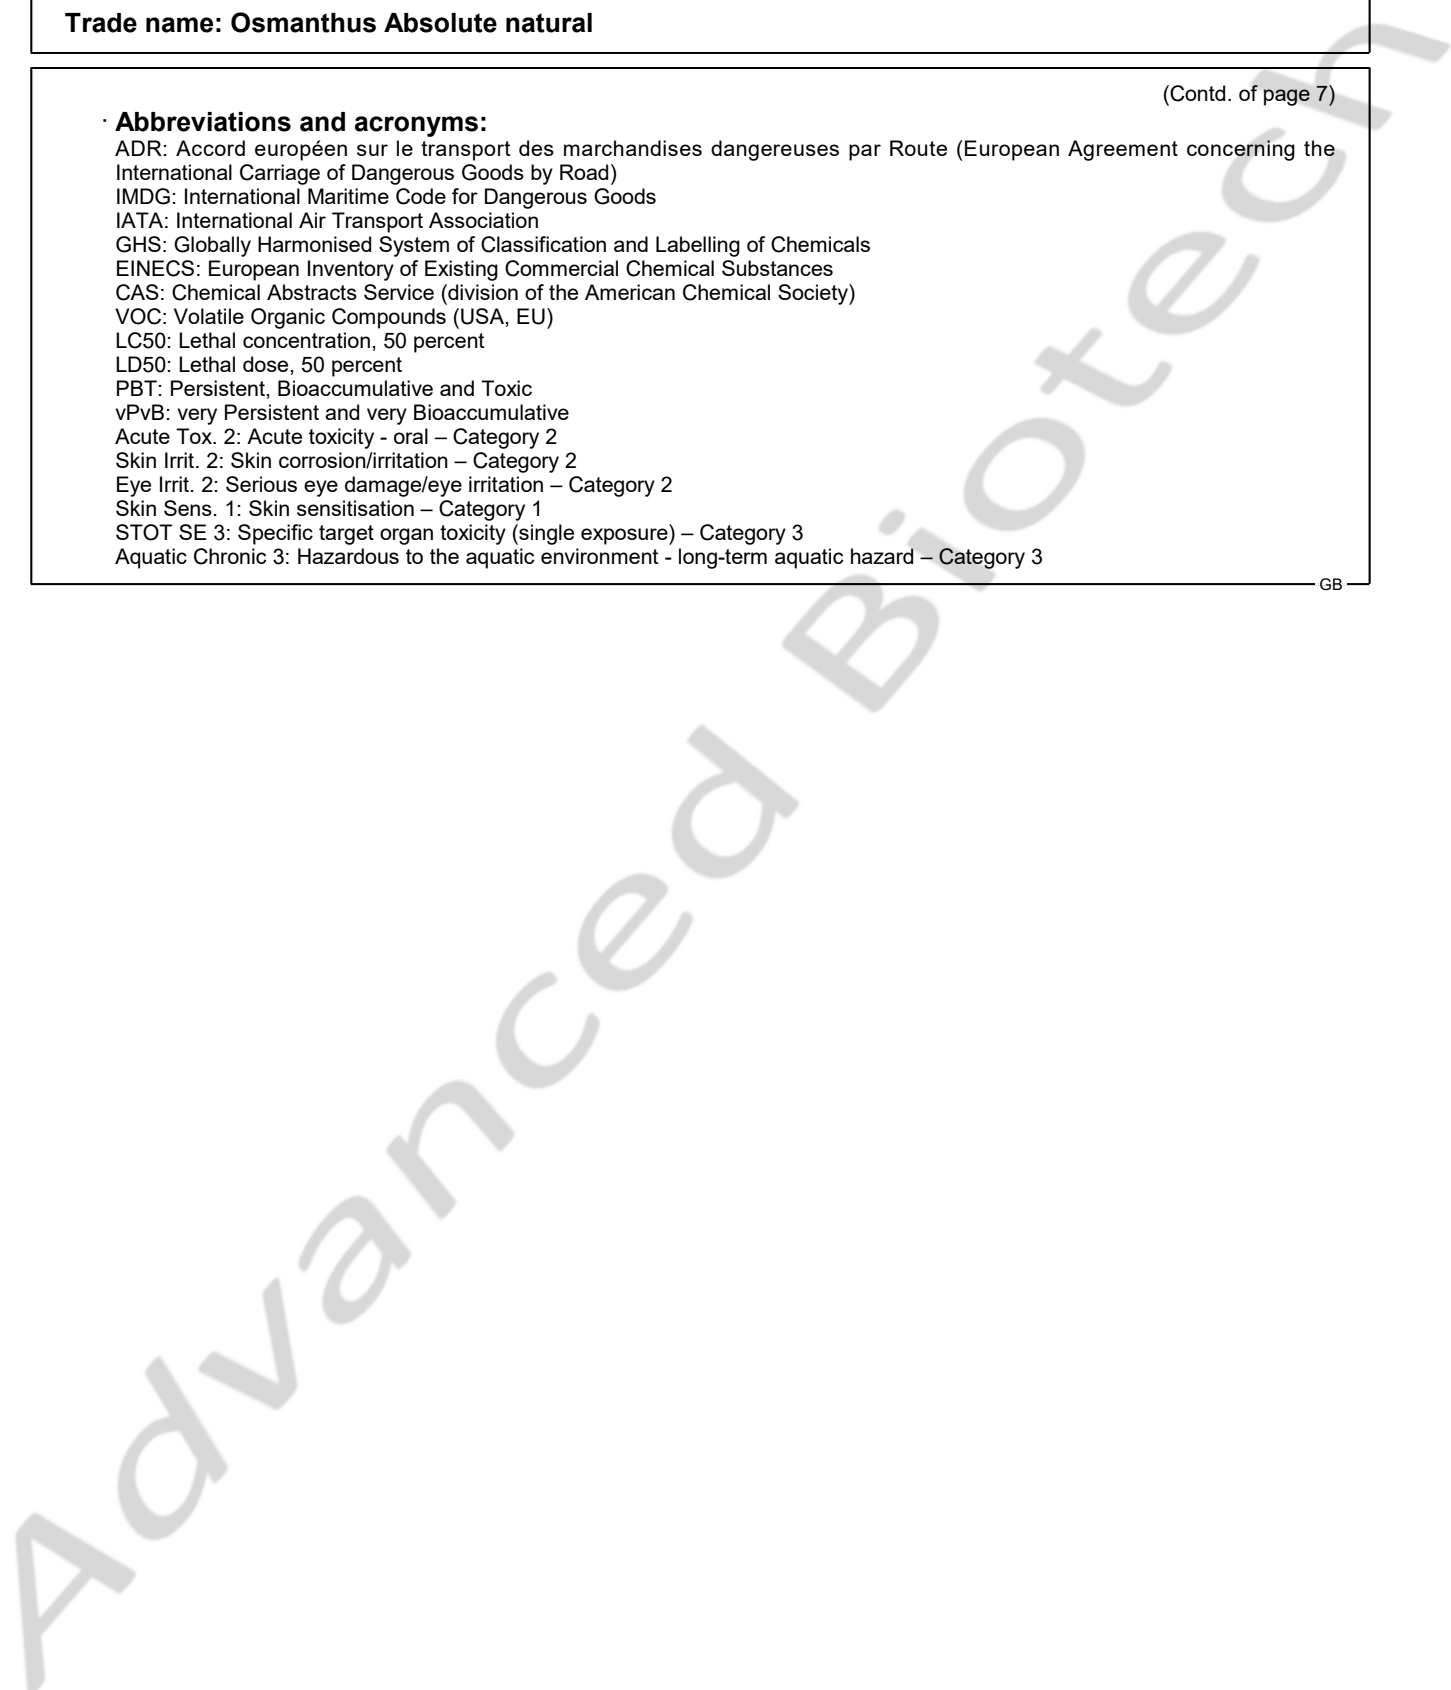 Trade name: Osmanthus Absolute natural
(Contd. of page 7)
· Abbreviations and acronyms:
ADR: Accord européen sur le transport des marchandises dangereuses par Route (European Agreement concerning the
International Carriage of Dangerous Goods by Road)
IMDG: International Maritime Code for Dangerous Goods
IATA: International Air Transport Association
GHS: Globally Harmonised System of Classification and Labelling of Chemicals
EINECS: European Inventory of Existing Commercial Chemical Substances
CAS: Chemical Abstracts Service (division of the American Chemical Society)
VOC: Volatile Organic Compounds (USA, EU)
LC50: Lethal concentration, 50 percent
LD50: Lethal dose, 50 percent
PBT: Persistent, Bioaccumulative and Toxic
vPvB: very Persistent and very Bioaccumulative
Acute Tox. 2: Acute toxicity - oral – Category 2
Skin Irrit. 2: Skin corrosion/irritation – Category 2
Eye Irrit. 2: Serious eye damage/eye irritation – Category 2
Skin Sens. 1: Skin sensitisation – Category 1
STOT SE 3: Specific target organ toxicity (single exposure) – Category 3
Aquatic Chronic 3: Hazardous to the aquatic environment - long-term aquatic hazard – Category 3
GB
Advanced Biotech